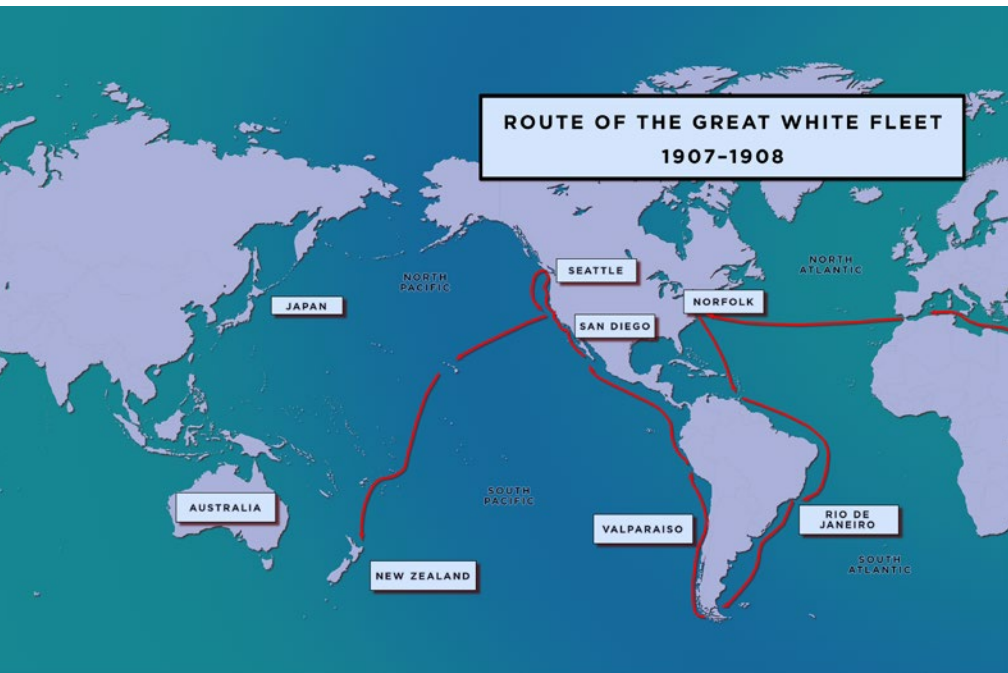 ROUTE OF THE GREAT WHITE FLEET
1907–1908
NORTH
PACIFIC
NORTH
ATLANTIC
SEATTLE
JAPAN
NORFOLK
SAN DIEGO
SOUTH
PACIFIC
AUSTRALIA
VALPARAISO
RIO DE
JANEIRO
SOUTH
ATLANTIC
NEW ZEALAND